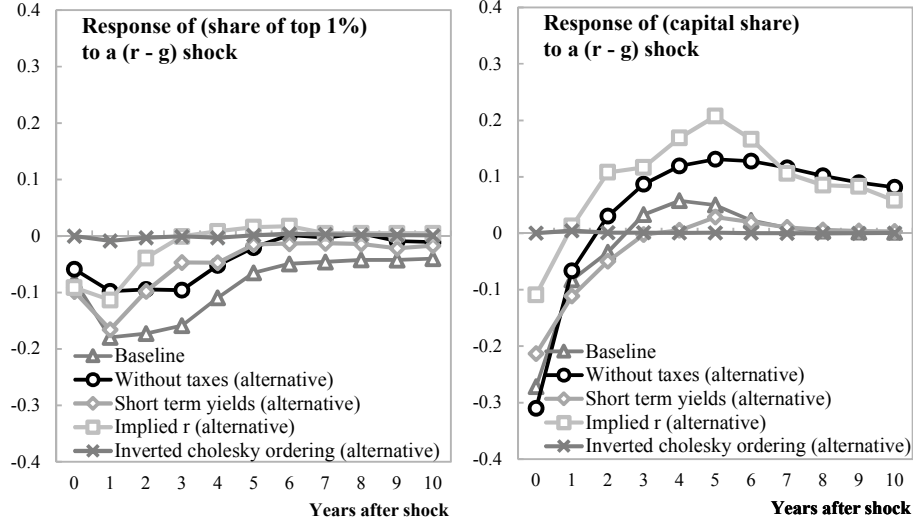 Response of (share of top 1%)
to a (r - g) shock
0.4
0.3
0.2
0.1
0
-0.1
-0.2
-0.3
-0.4
Baseline
Without taxes (alternative)
Short term yields (alternative)
Implied r (alternative)
Inverted cholesky ordering (alternative)
0 1 2 3 4 5 6 7 8 9 10
Years after shock
Response of (capital share)
to a (r - g) shock
0.4
0.3
0.2
0.1
0
-0.1
-0.2
-0.3
-0.4
Baseline
Without taxes (alternative)
Short term yields (alternative)
Implied r (alternative)
Inverted cholesky ordering (alternative)
0 1 2 3 4 5 6 7 8 9 10
Years after shock